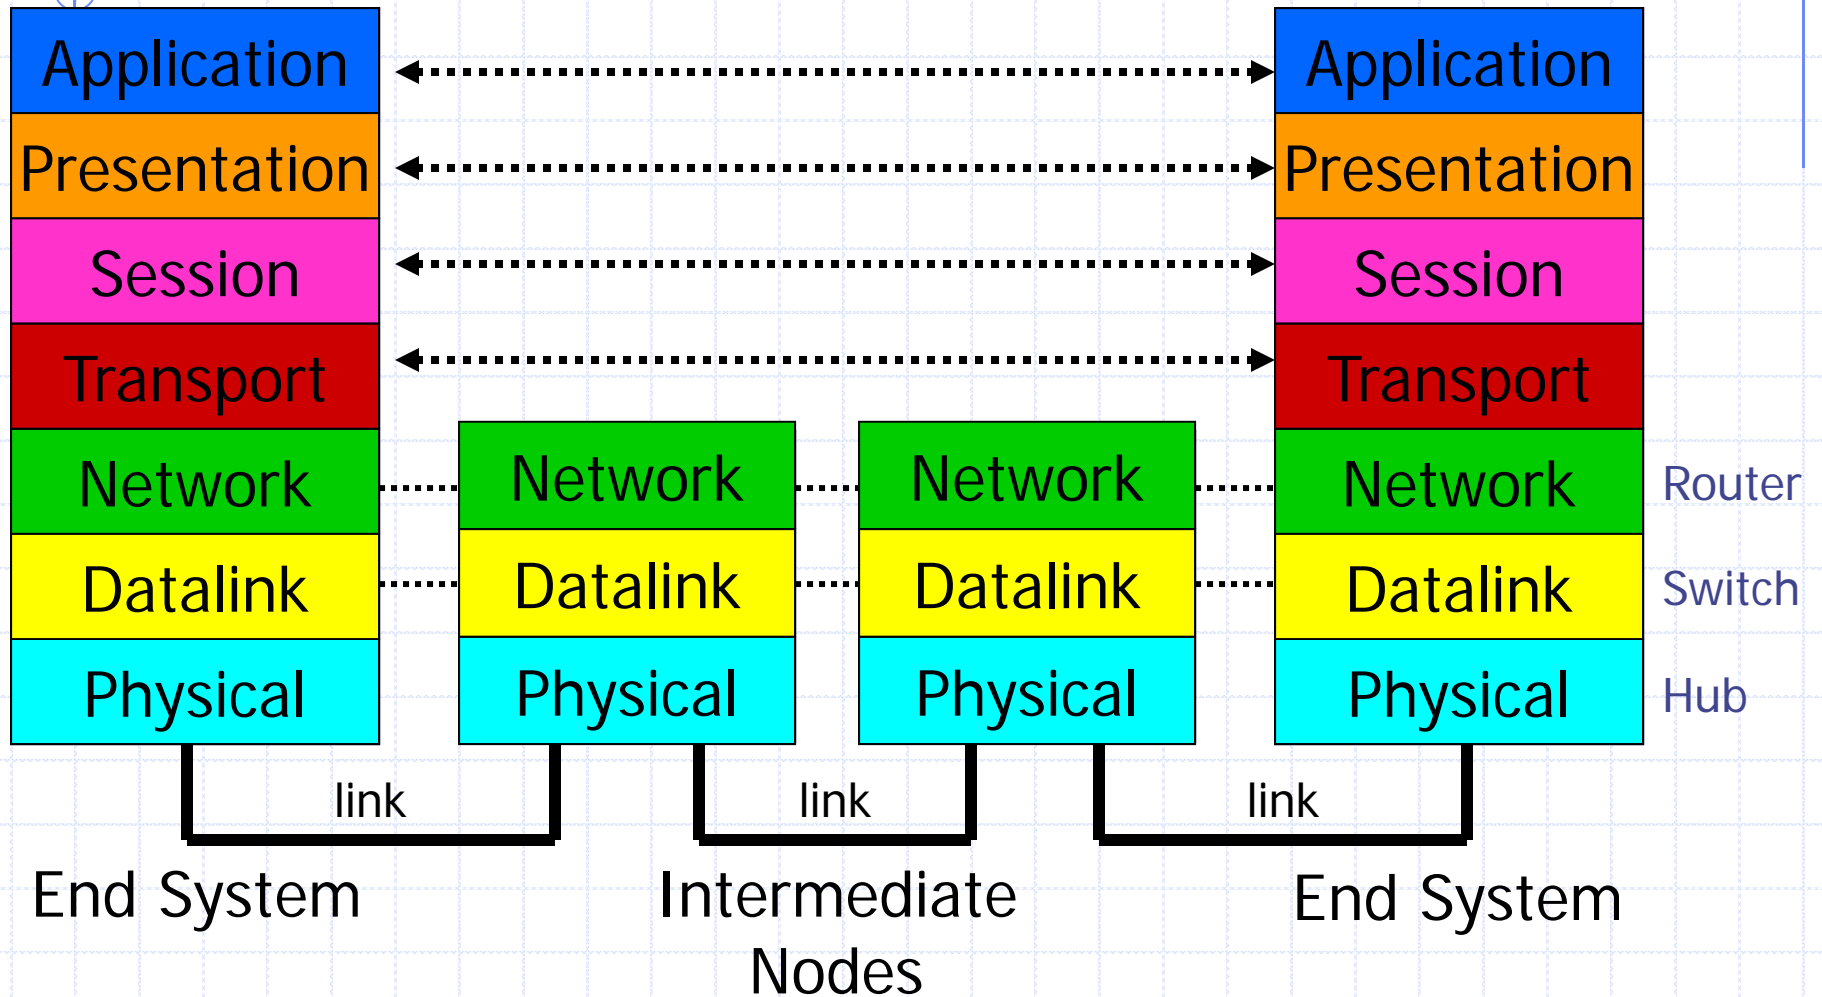 Application
Application
Presentation
Presentation
Session
Session
Transport
Transport
Network
Network
Network
Network
Router
Datalink
Datalink
Datalink
Datalink
Switch
Physical
Physical
Physical
Physical
Hub
link
link
link
End System
Intermediate
Nodes
End System